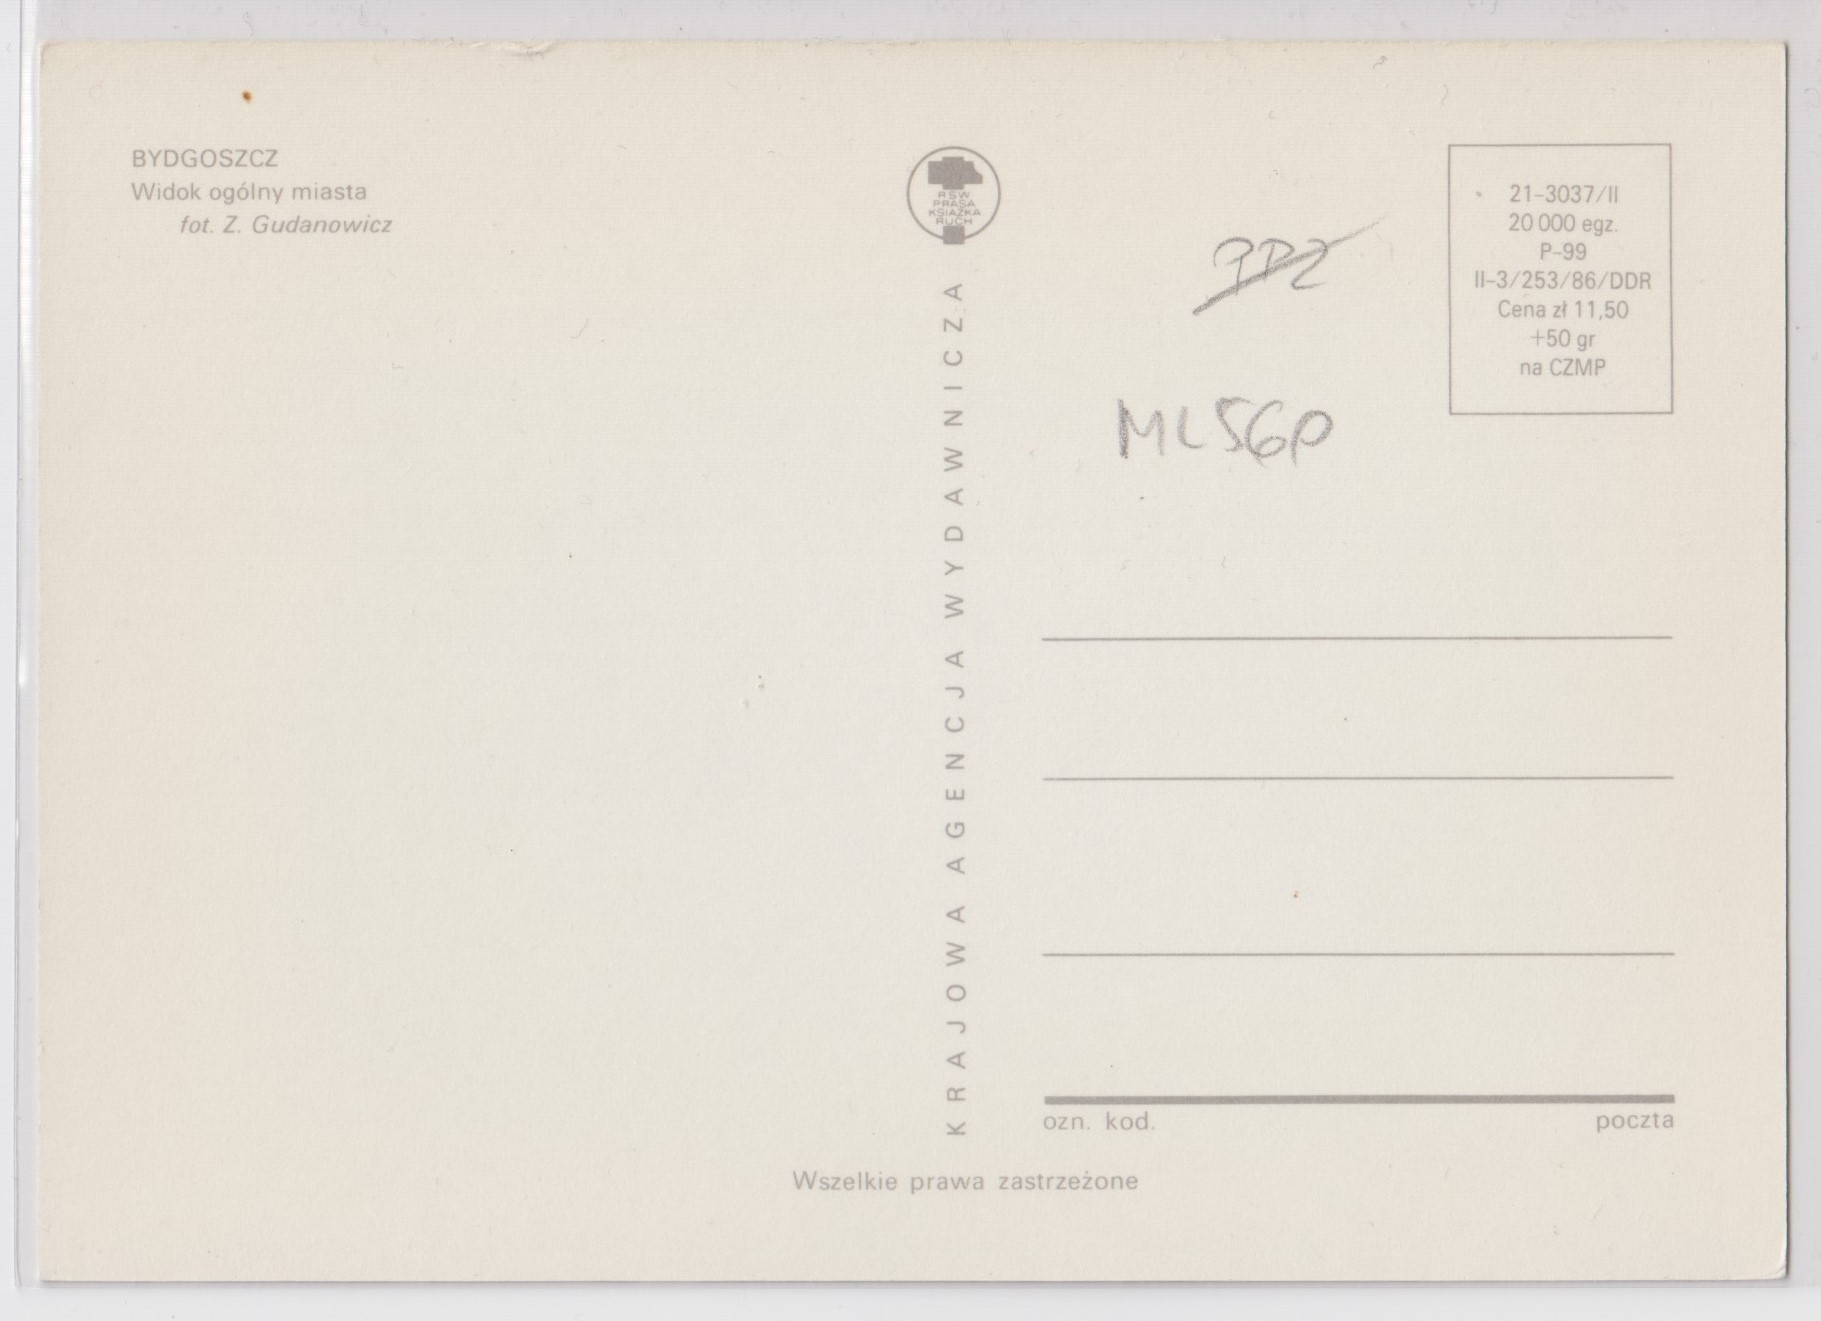 BYDGOSZCZ
Widok ogólny miasta
fot. Z. Gudanowicz
RSW
PRASA
KSIĄŻKA
RUCH
KRAJOWA AGENCJA WYDAWNICZA
21-3037/II
20 000 egz.
P-99
II-3/253/86/DDR
Cena zł 11,50
+50 gr
na CZMP
ML56p
ozn. kod.
poczta
Wszelkie prawa zastrzeżone